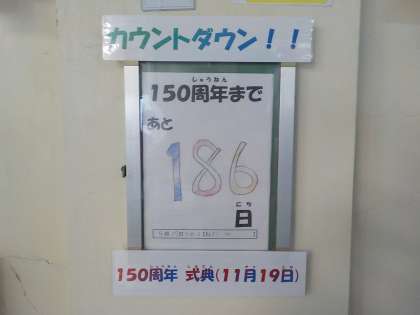 カウントダウン！！
しゅうねん
150周年まで
あと
186
にち
日
150周年 式典(11月19日)